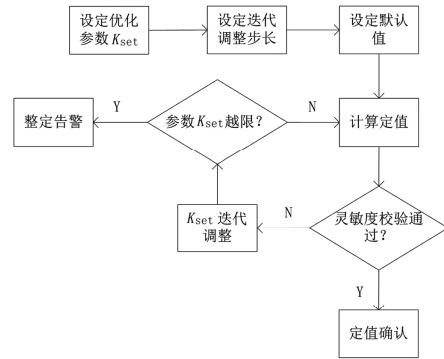 设定优化
参数 Kset
设定迭代
调整步长
设定默认
值
整定告警
Y
参数 Kset 越限？
N
计算定值
Kset 迭代
调整
N
灵敏度校验通
过？
Y
定值确认